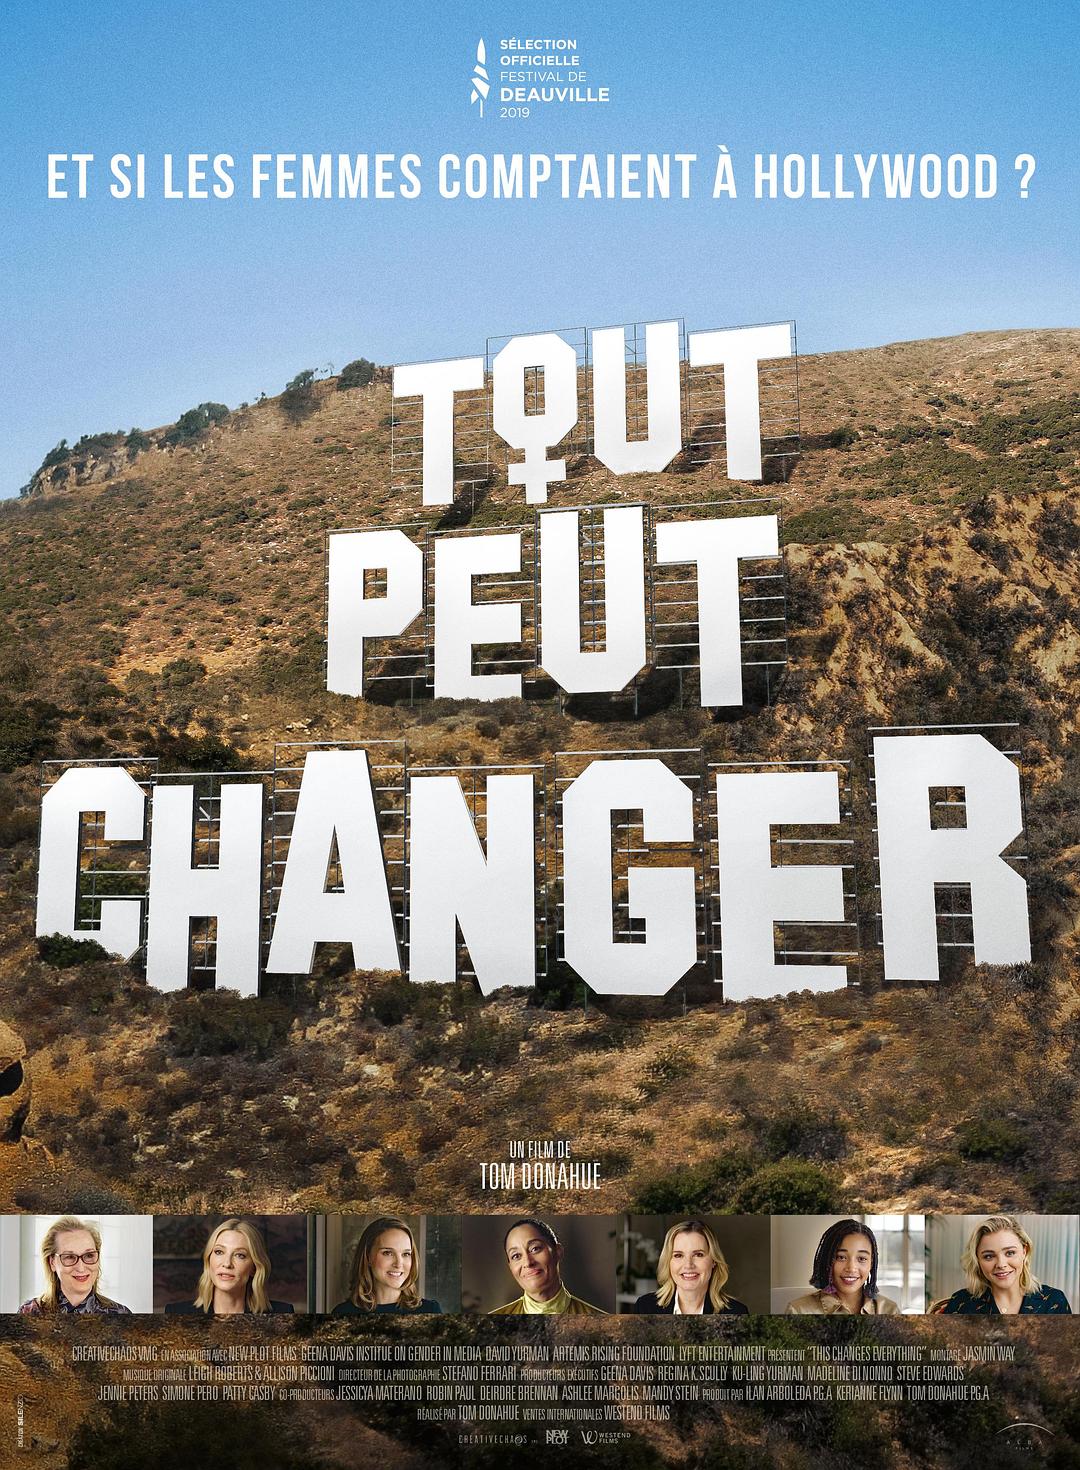 SÉLECTION
OFFICIELLE
FESTIVAL DE
DEAUVILLE
2019
ET SI LES FEMMES COMPTAIENT À HOLLYWOOD ?
TOUT
PEUT
CHANGER
UN FILM DE
TOM DONAHUE
CREATIVECHAOS VMG EN ASSOCIATION AVEC NEW PLOT FILMS GEENA DAVIS INSTITUE ON GENDER IN MEDIA DAVID YURMAN ARTEMIS RISING FOUNDATION LYFT ENTERTAINMENT PRÉSENTENT "THIS CHANGES EVERYTHING" MONTAGE JASMIN WAY
MUSIQUE ORIGINALE LEIGH ROBERTS & ALLISON PICCIONI DIRECTEUR DE LA PHOTOGRAPHIE STEFANO FERRARI PRODUCTEURS EXÉCUTIFS GEENA DAVIS REGINA K. SCULLY KU-LING YURMAN MADELINE DI NONNO STEVE EDWARDS
JENNIE PETERS SIMONE PERO PATTY CASBY CO-PRODUCTEURS JESSICYA MATERANO ROBIN PAUL DEIRDRE BRENNAN ASHLEE MARGOLIS MANDY STEIN PRODUIT PAR ILAN ARBOLEDA P.G.A KERIANNE FLYNN TOM DONAHUE P.G.A
RÉALISÉ PAR TOM DONAHUE VENTES INTERNATIONALES WESTEND FILMS
CREATIVECHAOS VMG NEW PLOT WESTEND FILMS